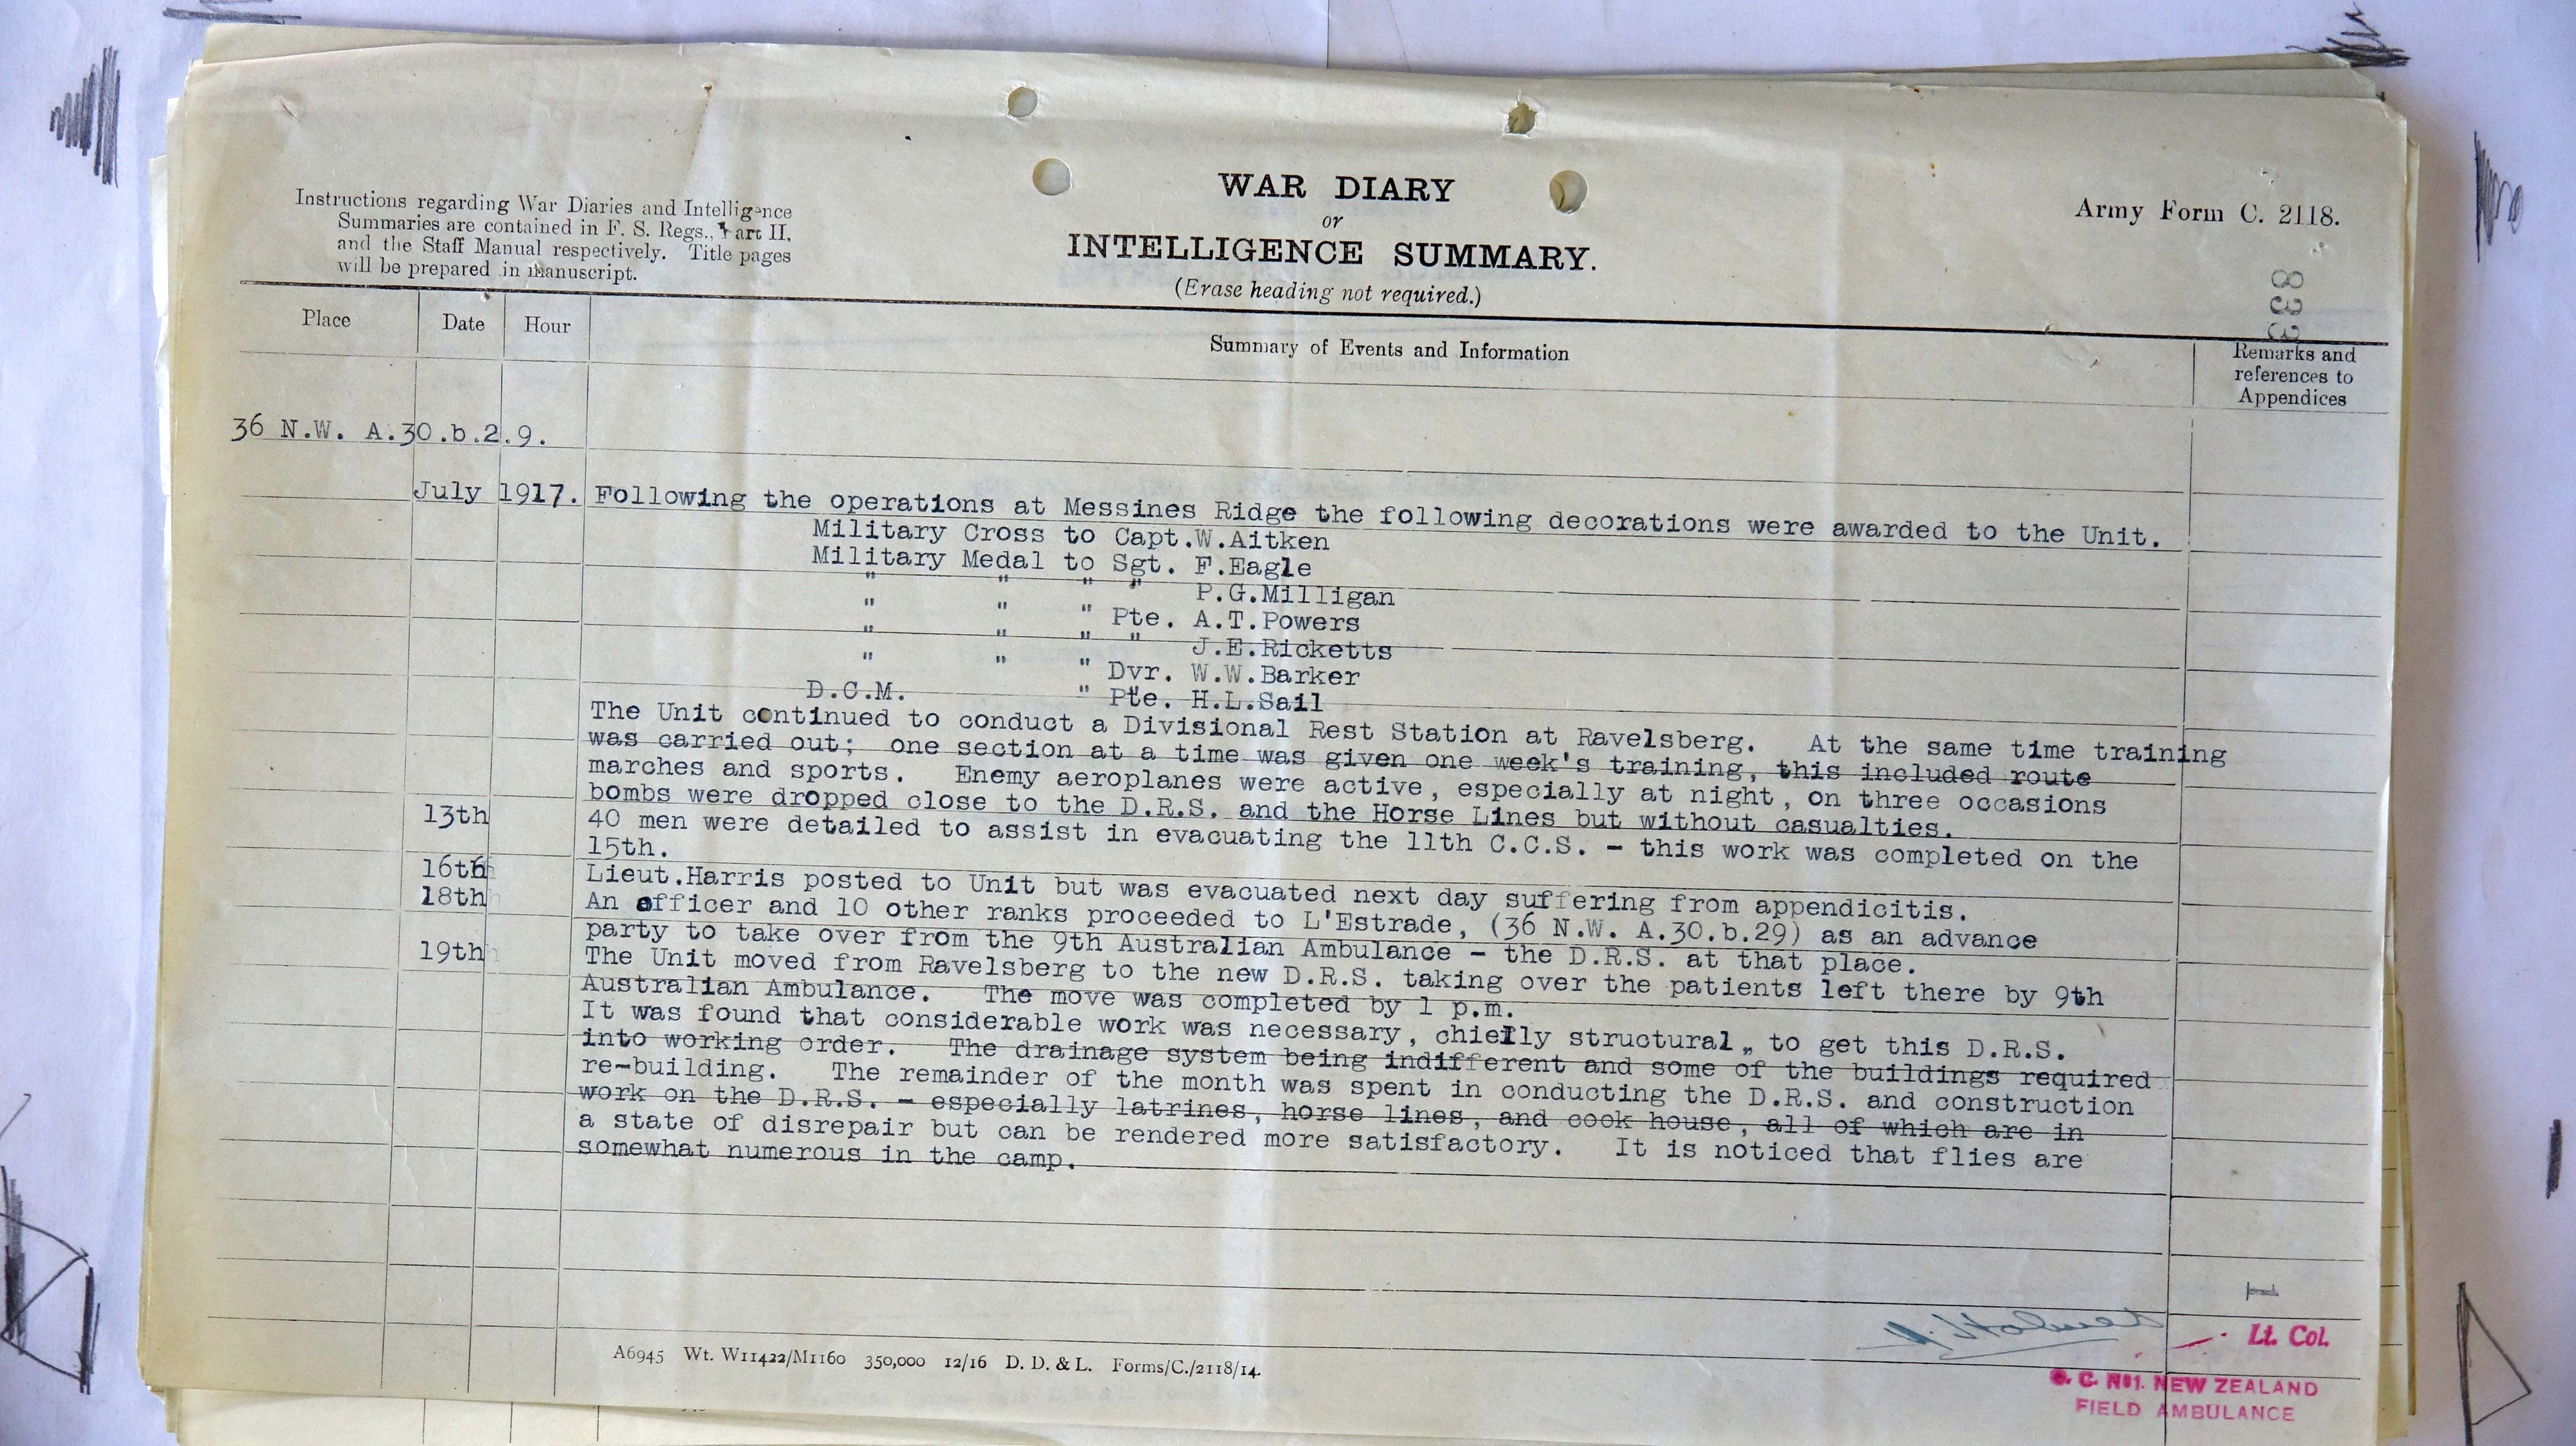 Instructions regarding War Diaries and Intelligence
Summaries are contained in F. S. Regs., Part II,
and the Staff Manual respectively. Title pages
will be prepared in manuscript.
WAR DIARY
or
INTELLIGENCE SUMMARY.
(Erase heading not required.)
Army Form C. 2118.
338
Place
Date
Hour
Summary of Events and Information
Remarks and
references to
Appendices
36 N.W. A.30.b.2.9.
July 1917. Following the operations at Messines Ridge the following decorations were awarded to the Unit.
Military Cross to Capt.W.Aitken
Military Medal to Sgt. F.Eagle
" " " " P.G.Milligan
" " " Pte. A.T.Powers
" " " " J.E.Ricketts
" " " Dvr. W.W.Barker
D.C.M. " Pte. H.L.Sail
The Unit continued to conduct a Divisional Rest Station at Ravelsberg. At the same time training
was carried out; one section at a time was given one week's training, this included route
marches and sports. Enemy aeroplanes were active, especially at night, on three occasions
bombs were dropped close to the D.R.S. and the Horse Lines but without casualties.
13th 40 men were detailed to assist in evacuating the 11th C.C.S. - this work was completed on the
15th.
16th Lieut.Harris posted to Unit but was evacuated next day suffering from appendicitis.
18th An officer and 10 other ranks proceeded to L'Estrade, (36 N.W. A.30.b.29) as an advance
party to take over from the 9th Australian Ambulance - the D.R.S. at that place.
19th The Unit moved from Ravelsberg to the new D.R.S. taking over the patients left there by 9th
Australian Ambulance. The move was completed by 1 p.m.
It was found that considerable work was necessary, chiefly structural, to get this D.R.S.
into working order. The drainage system being indifferent and some of the buildings required
re-building. The remainder of the month was spent in conducting the D.R.S. and construction
work on the D.R.S. - especially latrines, horse lines, and cook house, all of which are in
a state of disrepair but can be rendered more satisfactory. It is noticed that flies are
somewhat numerous in the camp.
1
Lt. Col.
O. C. No1. NEW ZEALAND
FIELD AMBULANCE
A6945 Wt. W11422/M1160 350,000 12/16 D. D. & L. Forms/C./2118/14.